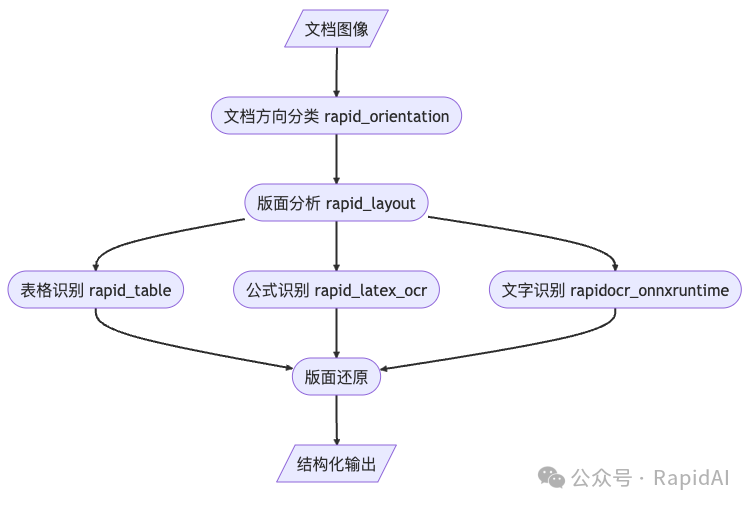 文档图像
文档方向分类 rapid_orientation
版面分析 rapid_layout
表格识别 rapid_table
公式识别 rapid_latex_ocr
文字识别 rapidocr_onnxruntime
版面还原
结构化输出
公众号 · RapidAI